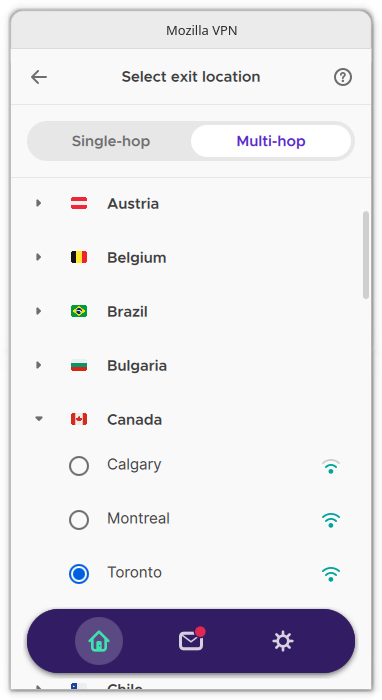 Mozilla VPN
Select exit location
Single-hop Multi-hop
Austria
Belgium
Brazil
Bulgaria
Canada
Calgary
Montreal
Toronto
Chile